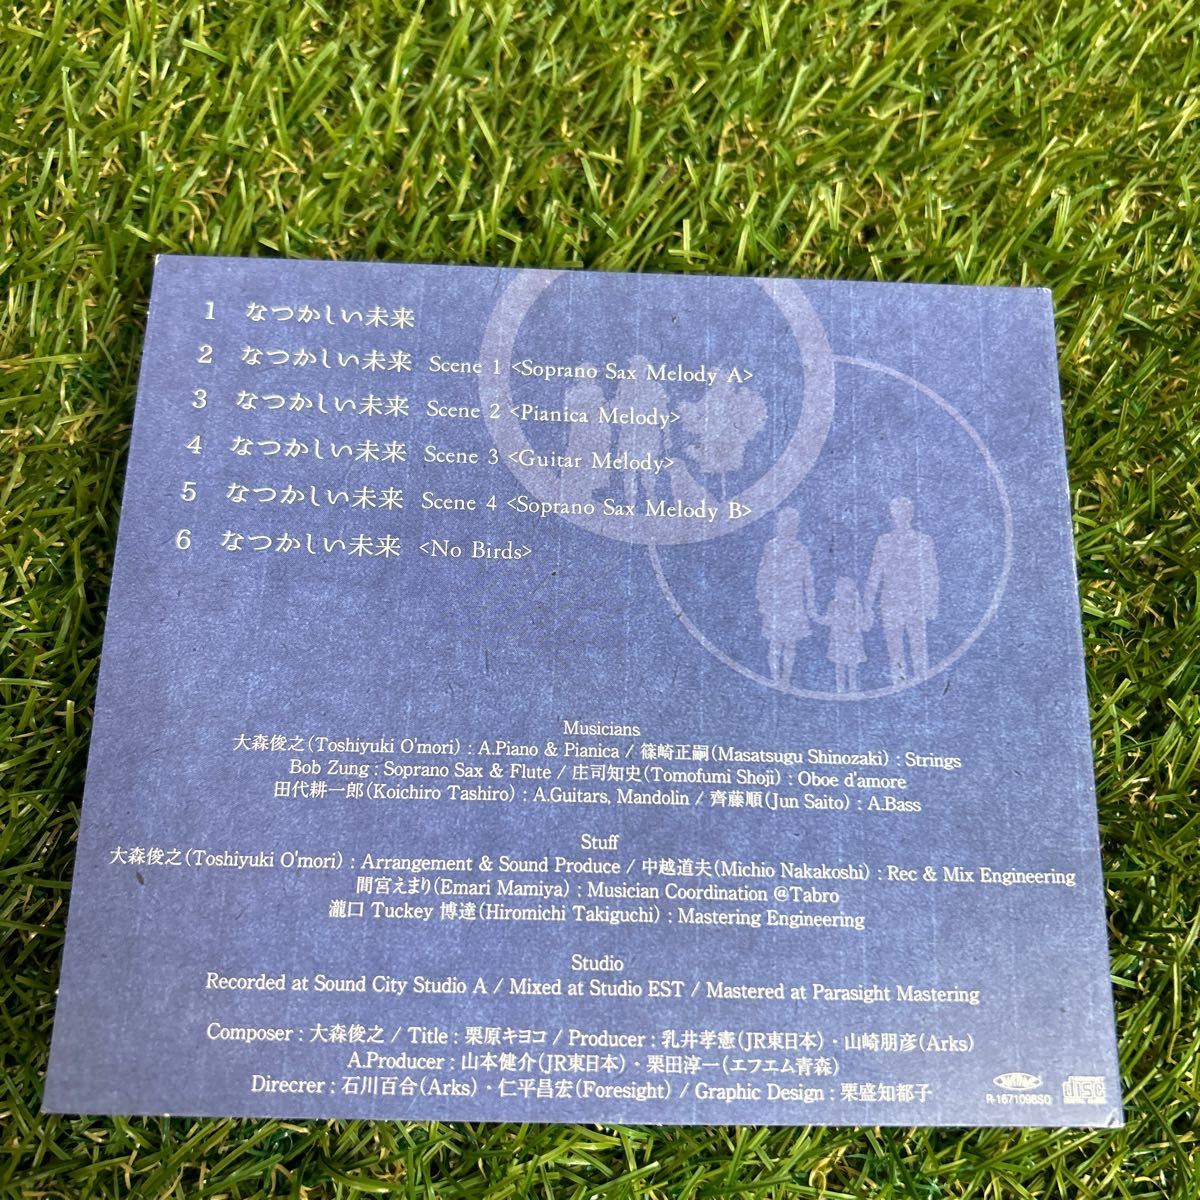 1 なつかしい未来
2 なつかしい未来 Scene 1 <Soprano Sax Melody A>
3 なつかしい未来 Scene 2 <Pianica Melody>
4 なつかしい未来 Scene 3 <Guitar Melody>
5 なつかしい未来 Scene 4 <Soprano Sax Melody B>
6 なつかしい未来 <No Birds>
Musicians
大森俊之(Toshiyuki O'mori) : A.Piano & Pianica / 篠崎正嗣(Masatsugu Shinozaki) : Strings
Bob Zung : Soprano Sax & Flute / 庄司知史(Tomofumi Shoji) : Oboe d'amore
田代耕一郎(Koichiro Tashiro) : A.Guitars, Mandolin / 齊藤順(Jun Saito) : A.Bass
Stuff
大森俊之(Toshiyuki O'mori) : Arrangement & Sound Produce / 中越道夫(Michio Nakakoshi) : Rec & Mix Engineering
間宮えまり(Emari Mamiya) : Musician Coordination @Tabro
瀧口 Tuckey 博達(Hiromichi Takiguchi) : Mastering Engineering
Studio
Recorded at Sound City Studio A / Mixed at Studio EST / Mastered at Parasight Mastering
Composer : 大森俊之 / Title : 栗原キヨコ / Producer : 乳井孝憲(JR東日本)・山崎朋彦(Arks)
A.Producer : 山本健介(JR東日本)・栗田淳一(エフエム青森)
Direcrer : 石川百合(Arks)・仁平昌宏(Foresight) / Graphic Design : 栗盛知都子
R-1671096SO
disc